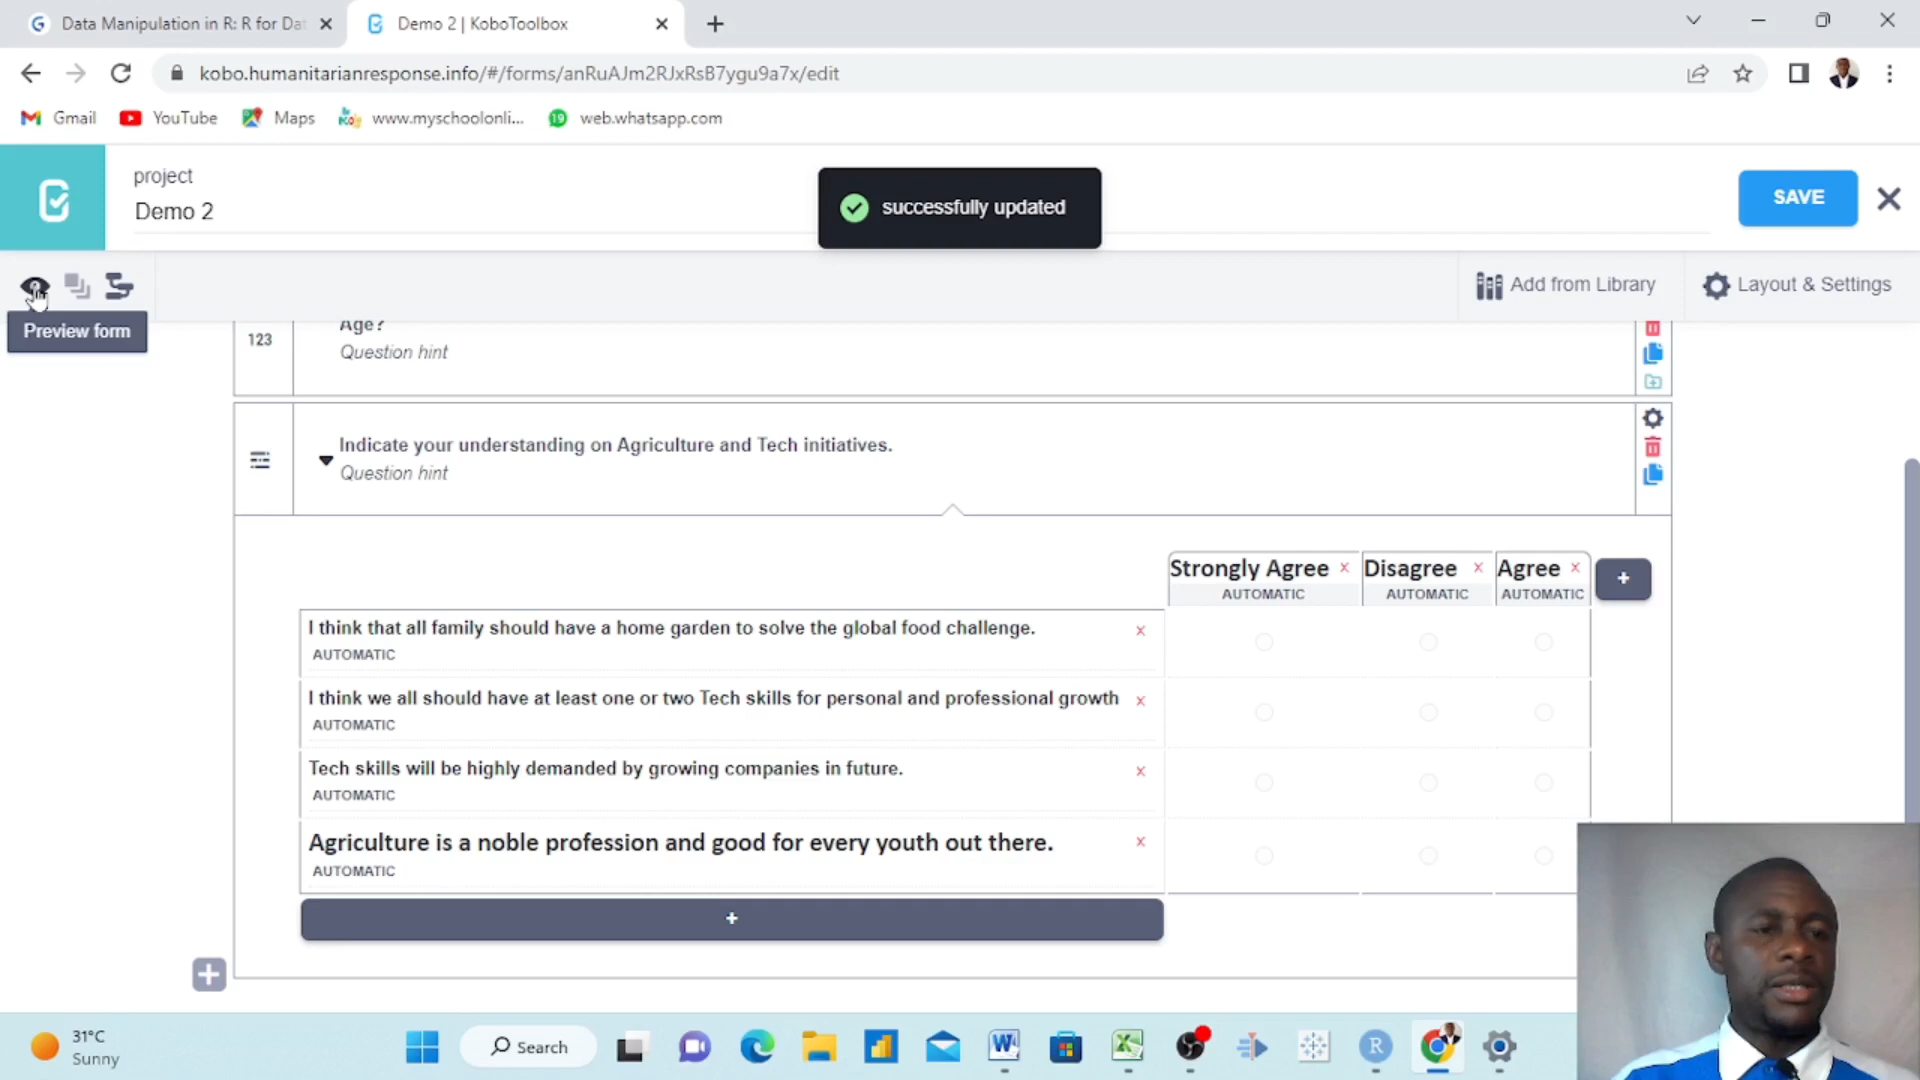 Data Manipulation in R: R for Dat
Demo 2 | KoboToolbox
kobo.humanitarianresponse.info/#/forms/anRuAJm2RJxRsB7ygu9a7x/edit
Gmail
YouTube
Maps
www.myschoolonli...
19
web.whatsapp.com
project
Demo 2
successfully updated
SAVE
Add from Library
Layout & Settings
Preview form
123
Age?
Question hint
Indicate your understanding on Agriculture and Tech initiatives.
Question hint
Strongly Agree
Disagree
Agree
+
AUTOMATIC
AUTOMATIC
AUTOMATIC
I think that all family should have a home garden to solve the global food challenge.
AUTOMATIC
I think we all should have at least one or two Tech skills for personal and professional growth
AUTOMATIC
Tech skills will be highly demanded by growing companies in future.
AUTOMATIC
Agriculture is a noble profession and good for every youth out there.
AUTOMATIC
+
31°C
Sunny
Search